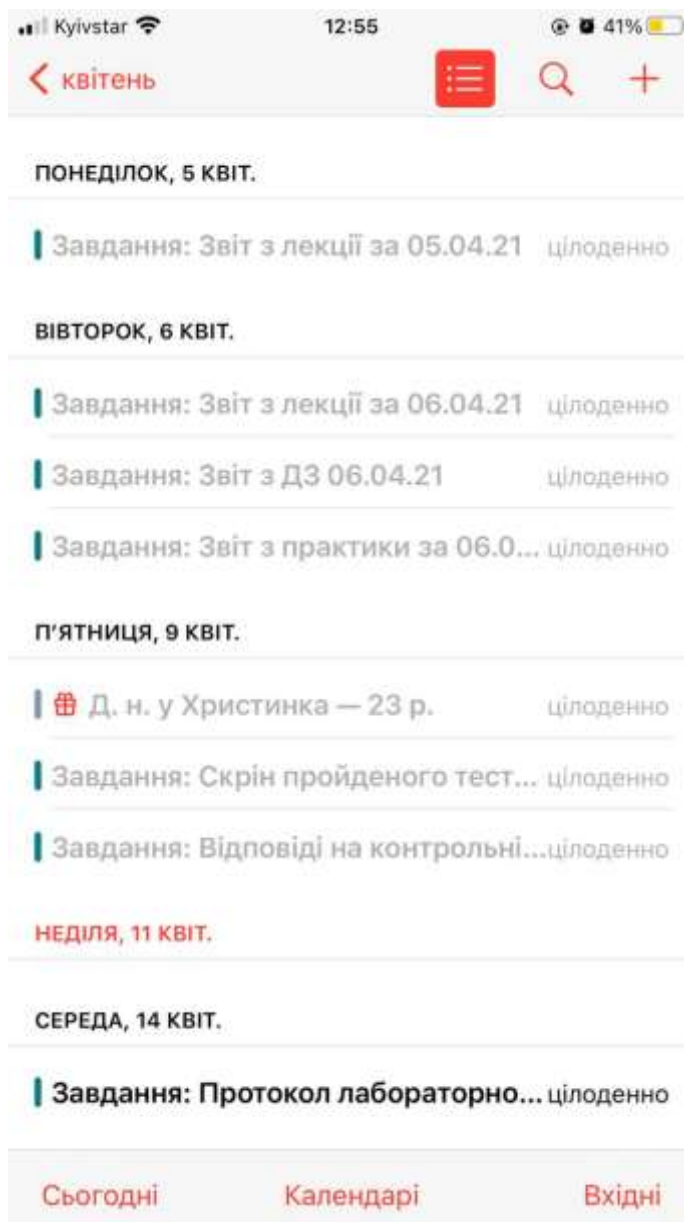 Kyivstar 12:55 41%
квітень
ПОНЕДІЛОК, 5 КВІТ.
Завдання: Звіт з лекції за 05.04.21 цілоденно
ВІВТОРОК, 6 КВІТ.
Завдання: Звіт з лекції за 06.04.21 цілоденно
Завдання: Звіт з ДЗ 06.04.21 цілоденно
Завдання: Звіт з практики за 06.0... цілоденно
П'ЯТНИЦЯ, 9 КВІТ.
Д. н. у Христинка — 23 р. цілоденно
Завдання: Скрін пройденого тест... цілоденно
Завдання: Відповіді на контрольні... цілоденно
НЕДІЛЯ, 11 КВІТ.
СЕРЕДА, 14 КВІТ.
Завдання: Протокол лабораторно... цілоденно
Сьогодні Календарі Вхідні